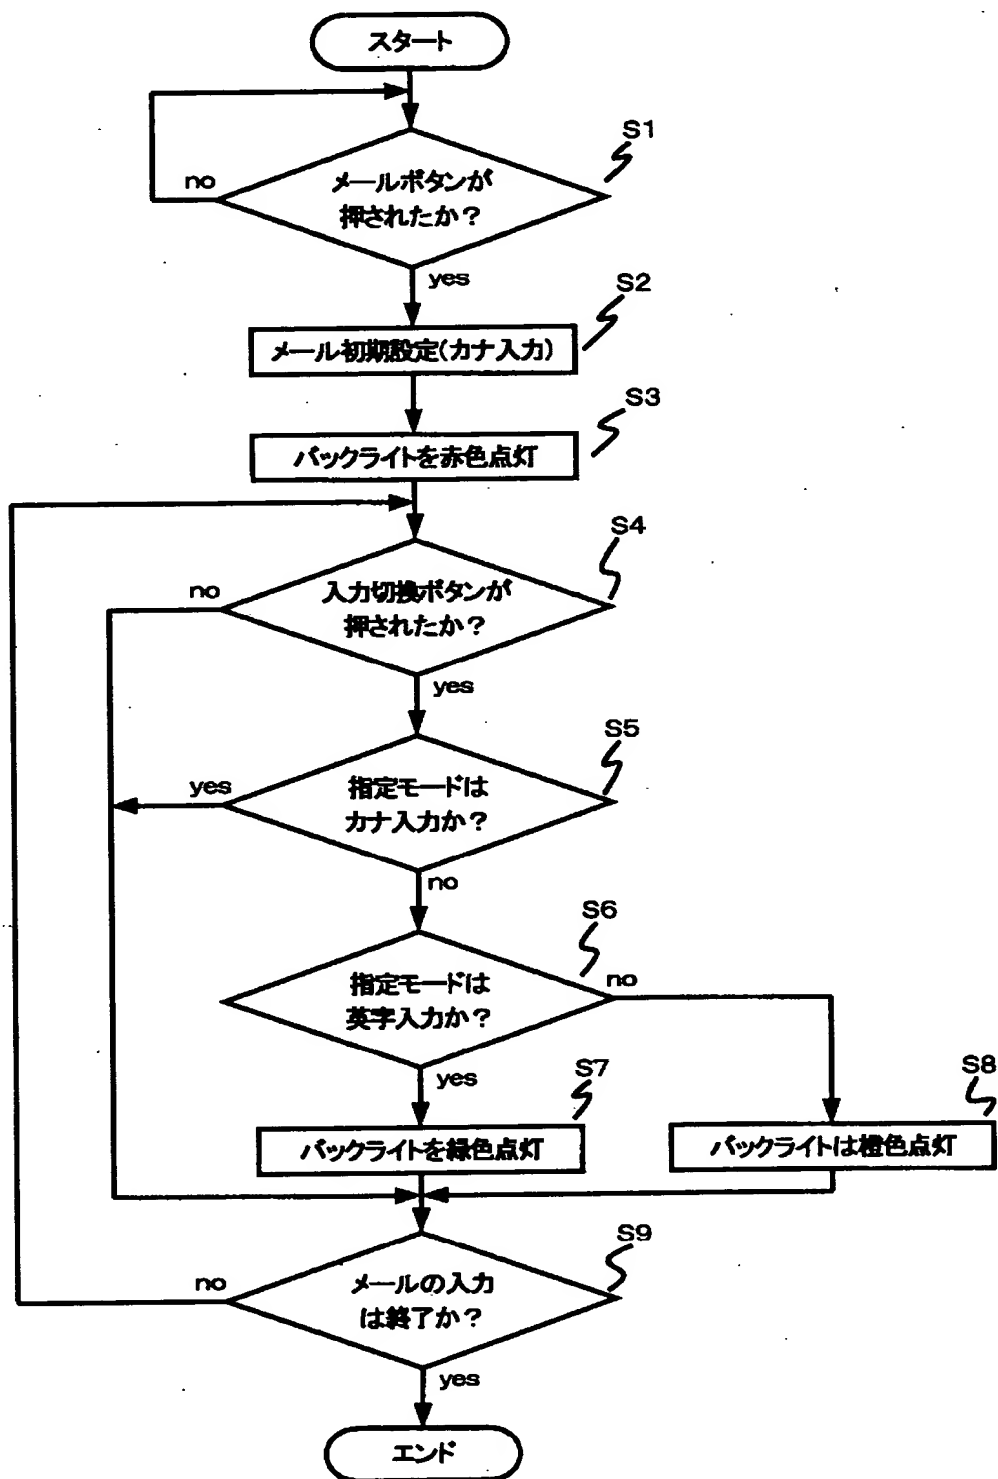 スタート
S1
no
メールボタンが
押されたか？
yes
S2
メール初期設定(カナ入力)
S3
バックライトを赤色点灯
S4
no
入力切換ボタンが
押されたか？
yes
S5
yes
指定モードは
カナ入力か？
no
S6
指定モードは
英字入力か？
no
yes
S7
S8
バックライトを緑色点灯
バックライトは橙色点灯
S9
no
メールの入力
は終了か？
yes
エンド